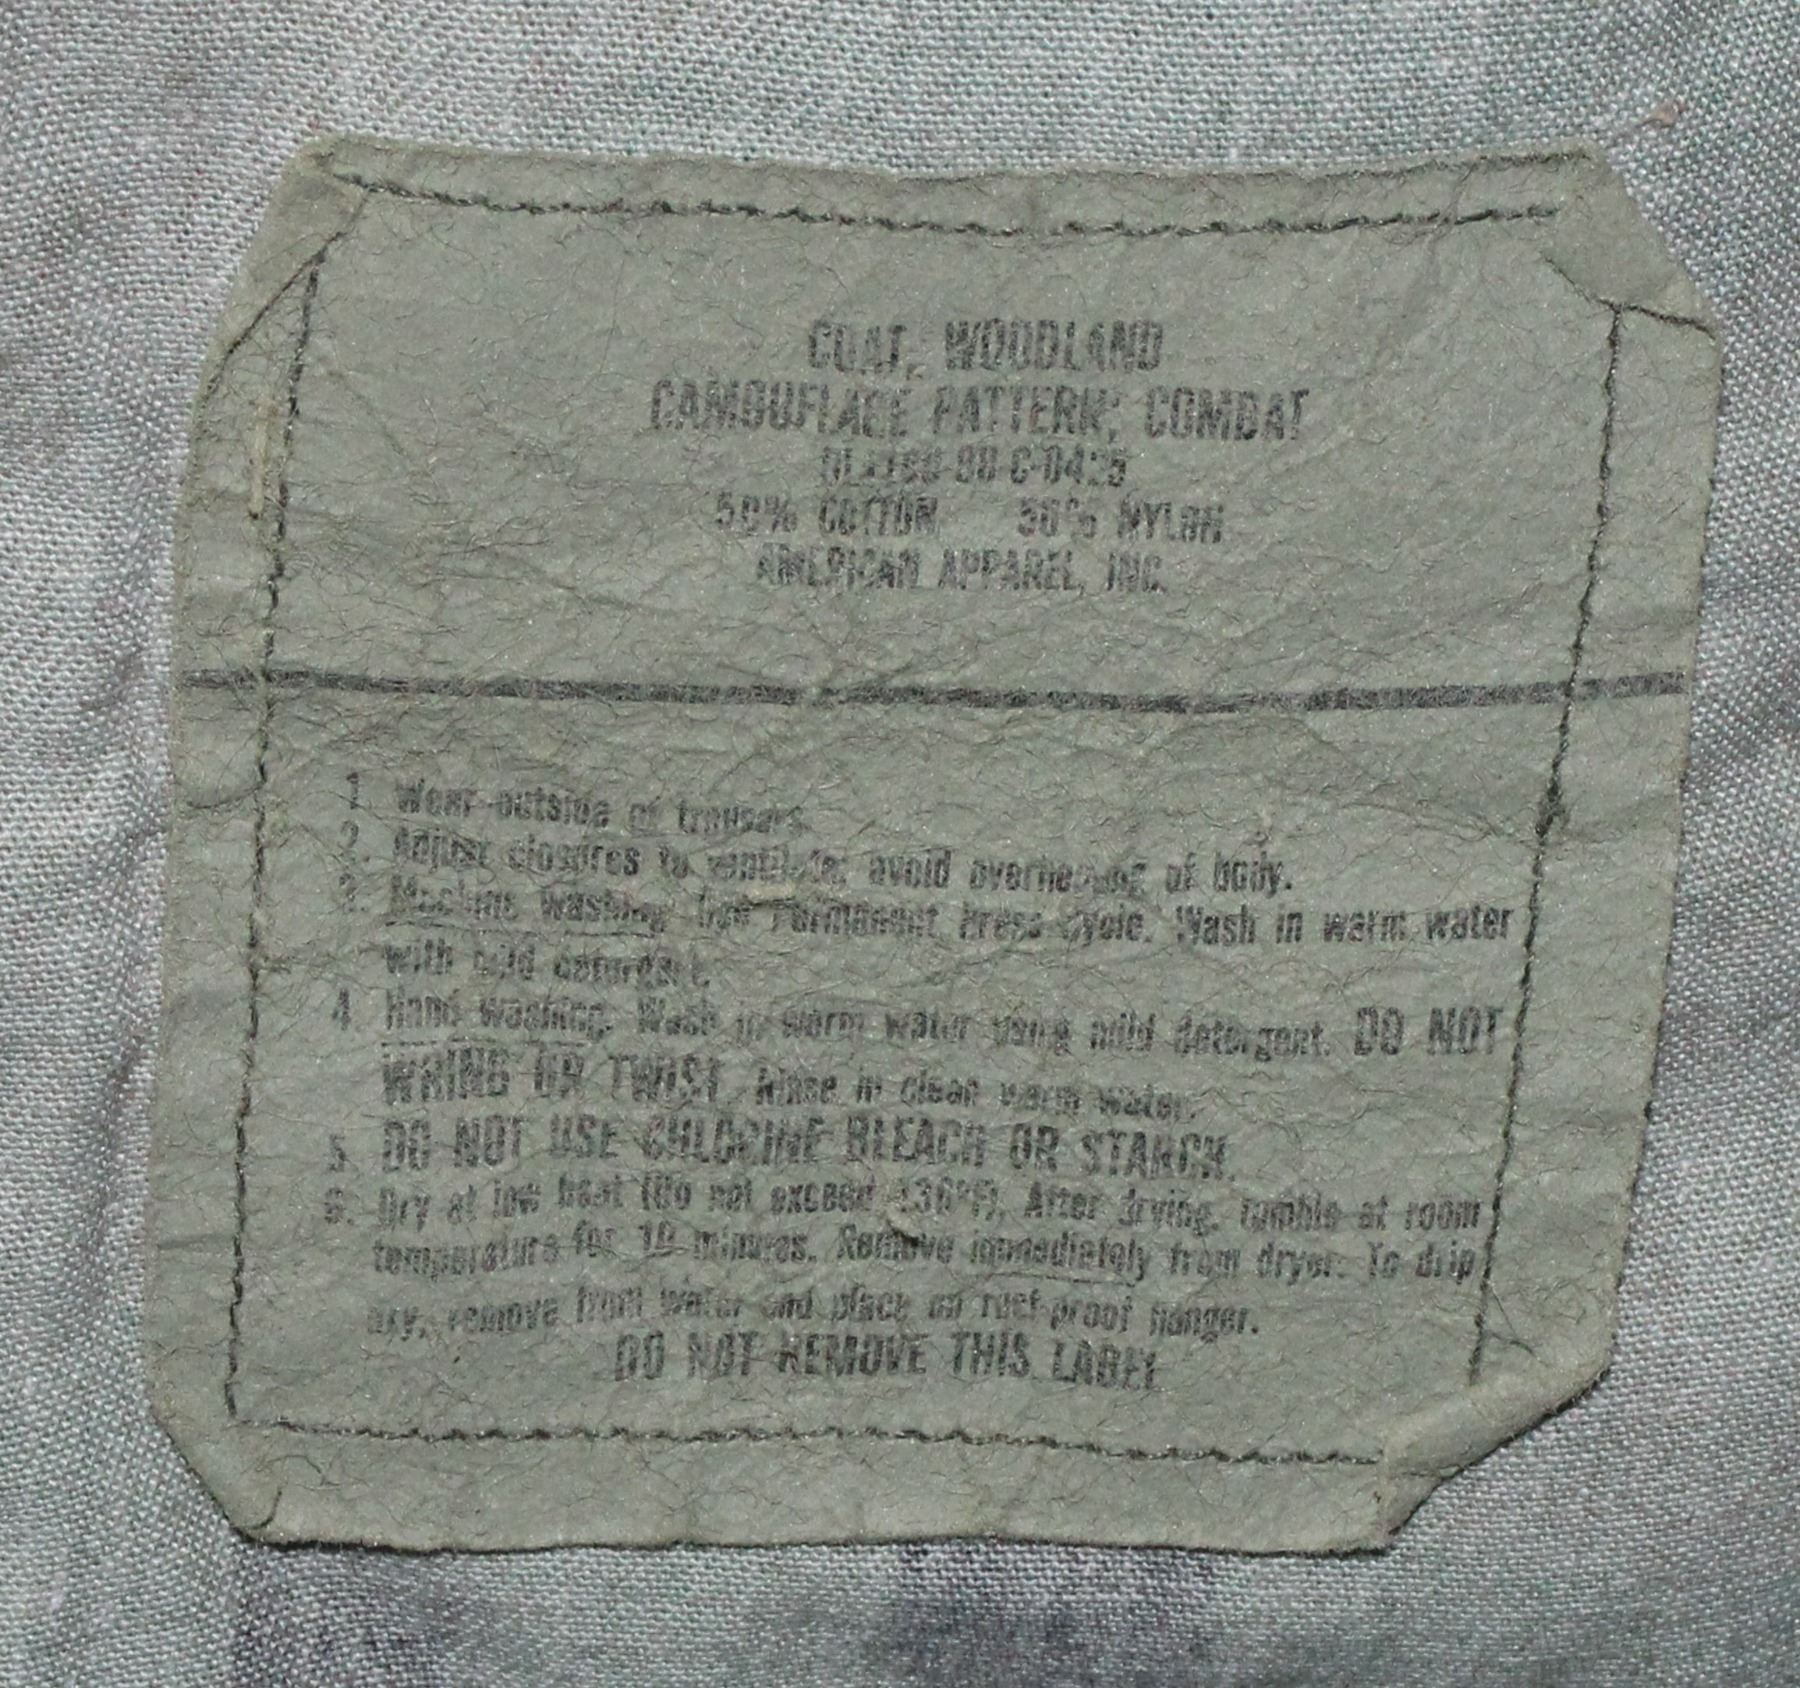 COAT, WOODLAND
CAMOUFLAGE PATTERN; COMBAT
50% COTTON 50% NYLON
AMERICAN APPAREL, INC.
1. Wear outside of trousers.
2. Adjust closures to ventilate; avoid overheating of body.
3. Machine washing Use Permanent Press Cycle. Wash in warm water
with mild detergent.
4. Hand washing. Wash in warm water using mild detergent. DO NOT
WRING OR TWIST. Rinse in clean warm water.
5. DO NOT USE CHLORINE BLEACH OR STARCH.
6. Dry at low heat (Do not exceed 130°F). After drying, tumble at room
temperature for 10 minutes. Remove immediately from dryer. To drip
dry, remove from water and place on rust-proof hanger.
DO NOT REMOVE THIS LABEL